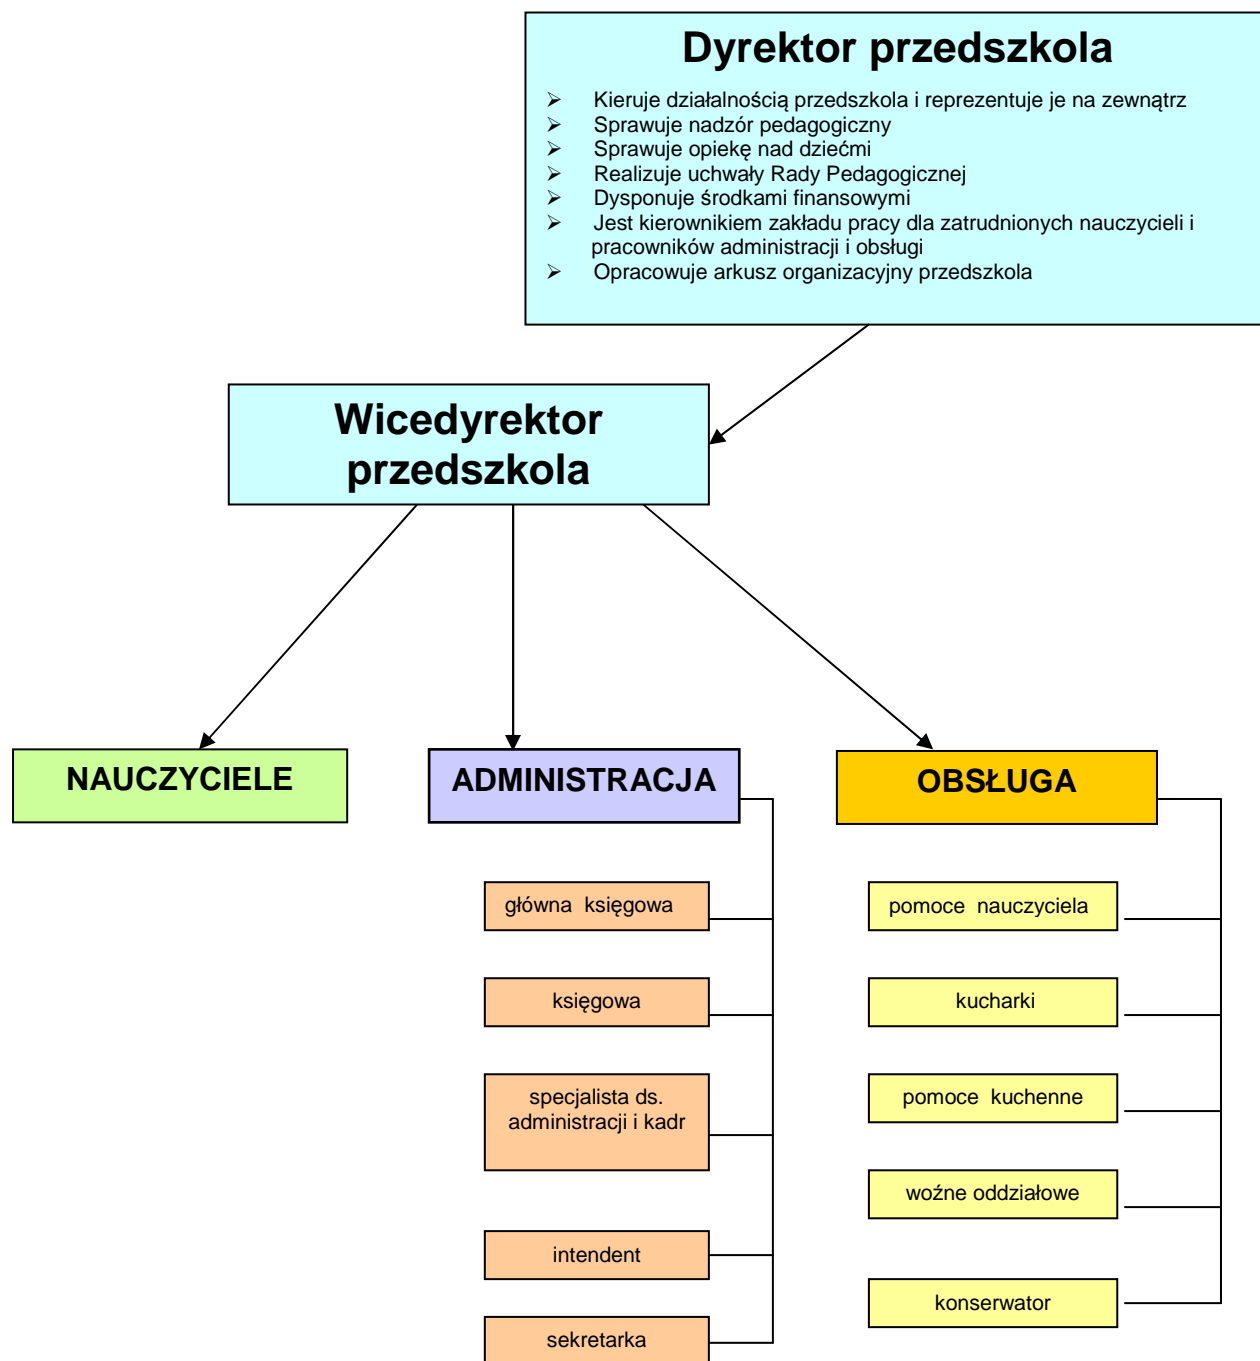 Dyrektor przedszkola
➢ Kieruje działalnością przedszkola i reprezentuje je na zewnątrz
➢ Sprawuje nadzór pedagogiczny
➢ Sprawuje opiekę nad dziećmi
➢ Realizuje uchwały Rady Pedagogicznej
➢ Dysponuje środkami finansowymi
➢ Jest kierownikiem zakładu pracy dla zatrudnionych nauczycieli i
pracowników administracji i obsługi
➢ Opracowuje arkusz organizacyjny przedszkola
Wicedyrektor
przedszkola
NAUCZYCIELE
ADMINISTRACJA
OBSŁUGA
główna księgowa
pomoce nauczyciela
księgowa
kucharki
specjalista ds.
administracji i kadr
pomoce kuchenne
woźne oddziałowe
intendent
konserwator
sekretarka